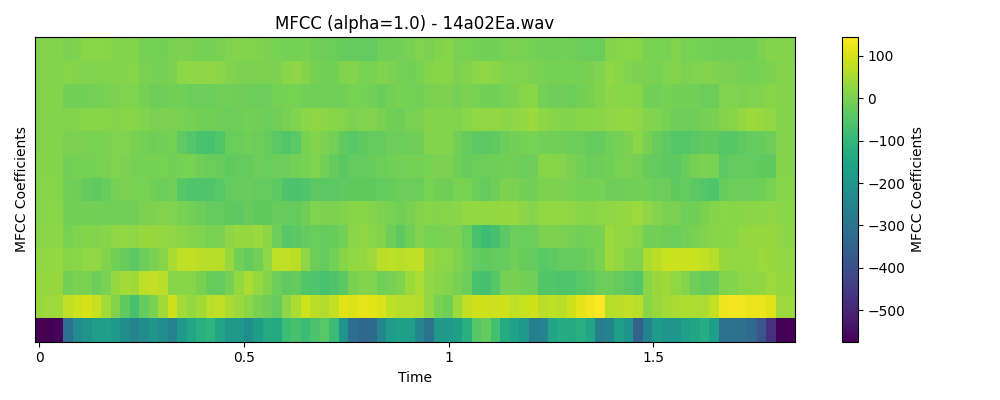 MFCC (alpha=1.0) - 14a02Ea.wav
MFCC Coefficients
0
0.5
1
1.5
Time
100
0
−100
−200
−300
−400
−500
MFCC Coefficients